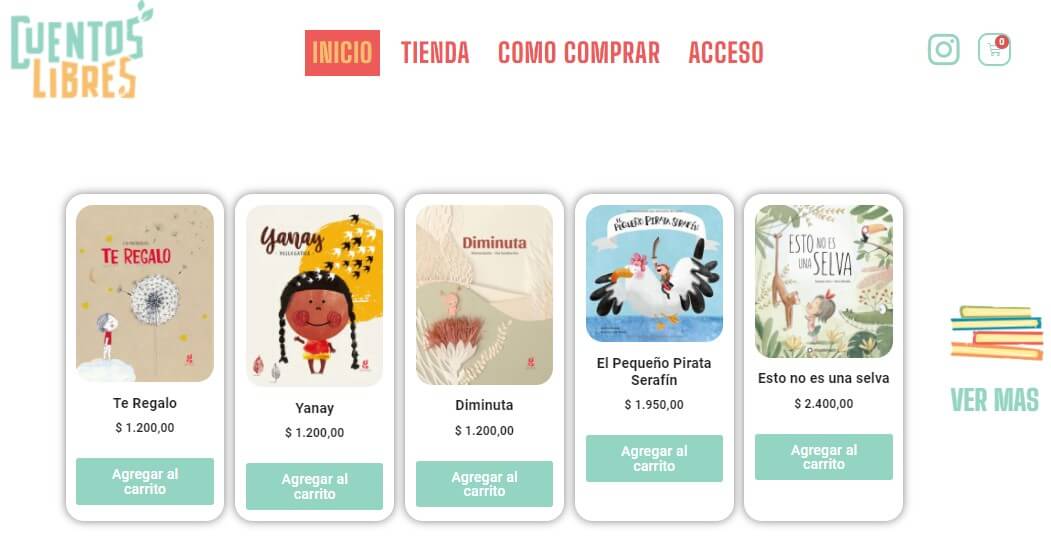 CUENTOS
LIBRES
INICIO
TIENDA
COMO COMPRAR
ACCESO
0
TE REGALO
Yanay
Diminuta
EL
PEQUEÑO PIRATA SERAFÍN
ESTO NO ES
UNA SELVA
Te Regalo
$ 1.200,00
Agregar al
carrito
Yanay
$ 1.200,00
Agregar al
carrito
Diminuta
$ 1.200,00
Agregar al
carrito
El Pequeño Pirata
Serafín
$ 1.950,00
Agregar al
carrito
Esto no es una selva
$ 2.400,00
Agregar al
carrito
VER MAS